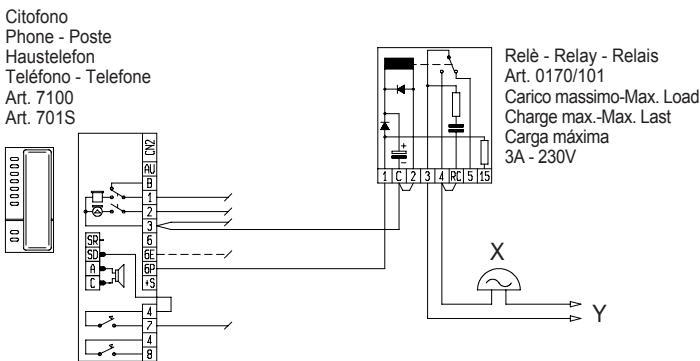 Citofono
Phone - Poste
Haustelefon
Teléfono - Telefone
Art. 7100
Art. 701S
Relè - Relay - Relais
Art. 0170/101
Carico massimo-Max. Load
Charge max.-Max. Last
Carga máxima
3A - 230V
CN2
AU
B
1
2
3
6
6E
6P
+S
4
7
4
8
SR
SD
A
C
+
−
1 C 2 3 4 RC 5 15
X
Y